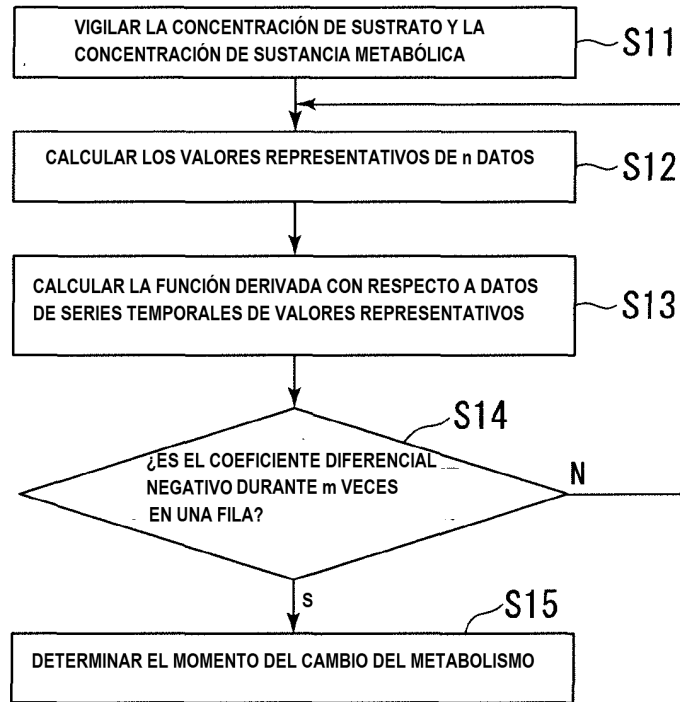 VIGILAR LA CONCENTRACIÓN DE SUSTRATO Y LA
CONCENTRACIÓN DE SUSTANCIA METABÓLICA
S11
CALCULAR LOS VALORES REPRESENTATIVOS DE n DATOS
S12
CALCULAR LA FUNCIÓN DERIVADA CON RESPECTO A DATOS
DE SERIES TEMPORALES DE VALORES REPRESENTATIVOS
S13
S14
¿ES EL COEFICIENTE DIFERENCIAL
NEGATIVO DURANTE m VECES
EN UNA FILA?
N
S
S15
DETERMINAR EL MOMENTO DEL CAMBIO DEL METABOLISMO